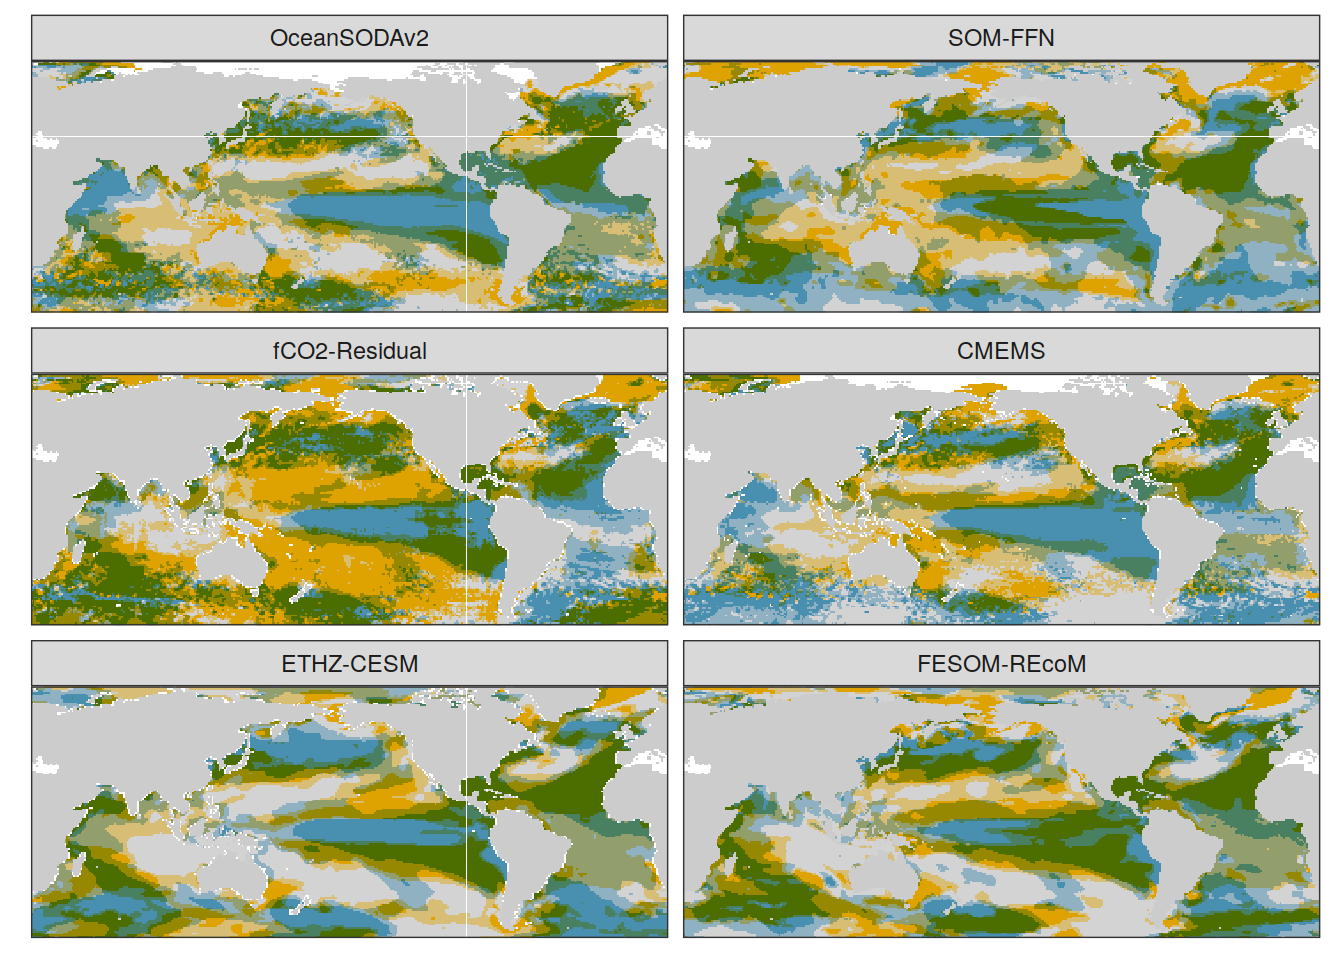 OceanSODAv2
SOM-FFN
fCO2-Residual
CMEMS
ETHZ-CESM
FESOM-REcoM